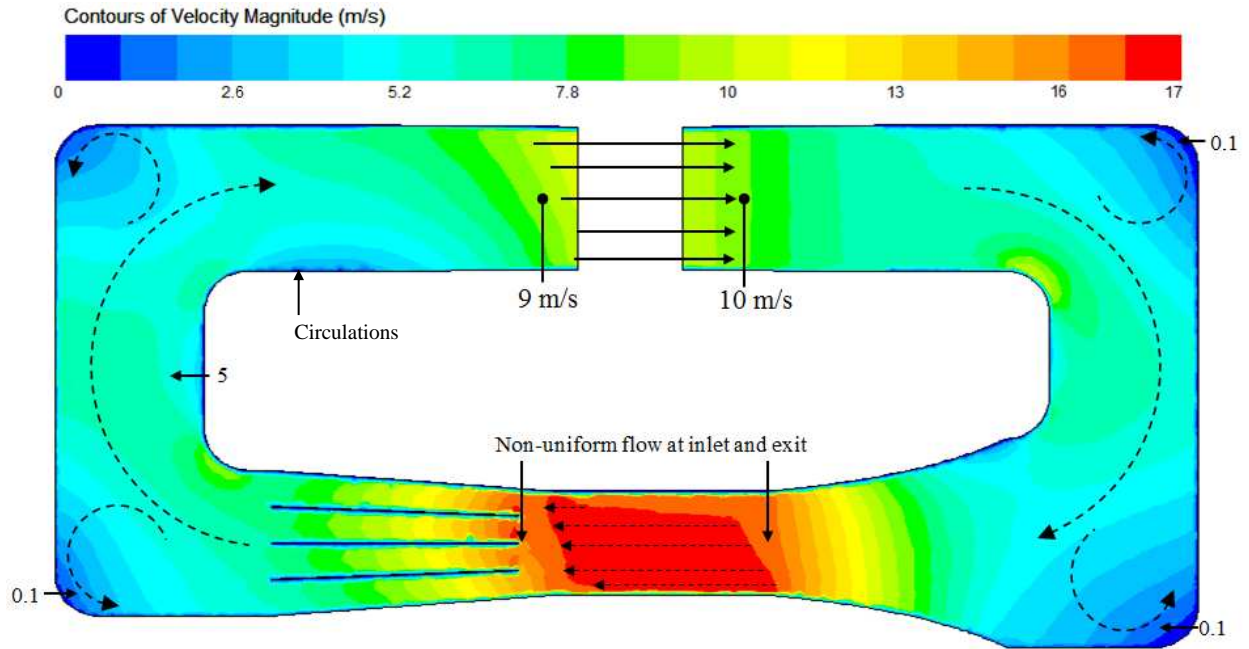 Contours of Velocity Magnitude (m/s)
0 2.6 5.2 7.8 10 13 16 17
0.1
9 m/s 10 m/s
Circulations
5
Non-uniform flow at inlet and exit
0.1
0.1